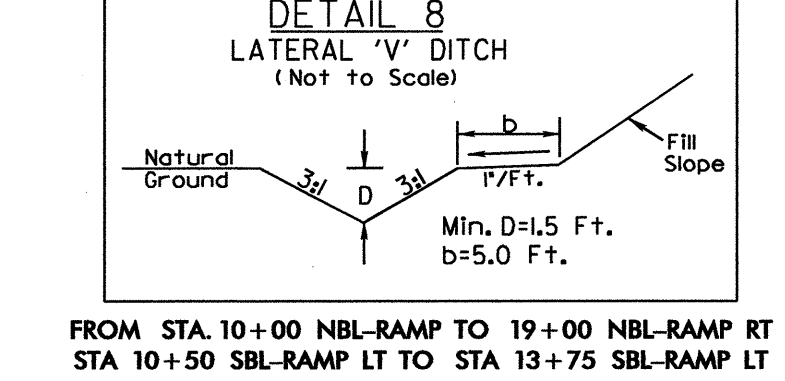 DETAIL 8
LATERAL 'V' DITCH
(Not to Scale)
b
Natural
Ground
3:1
D
3:1
1"/Ft.
Fill
Slope
Min. D=1.5 Ft.
b=5.0 Ft.
FROM STA. 10+00 NBL-RAMP TO 19+00 NBL-RAMP RT
STA 10+50 SBL-RAMP LT TO STA 13+75 SBL-RAMP LT